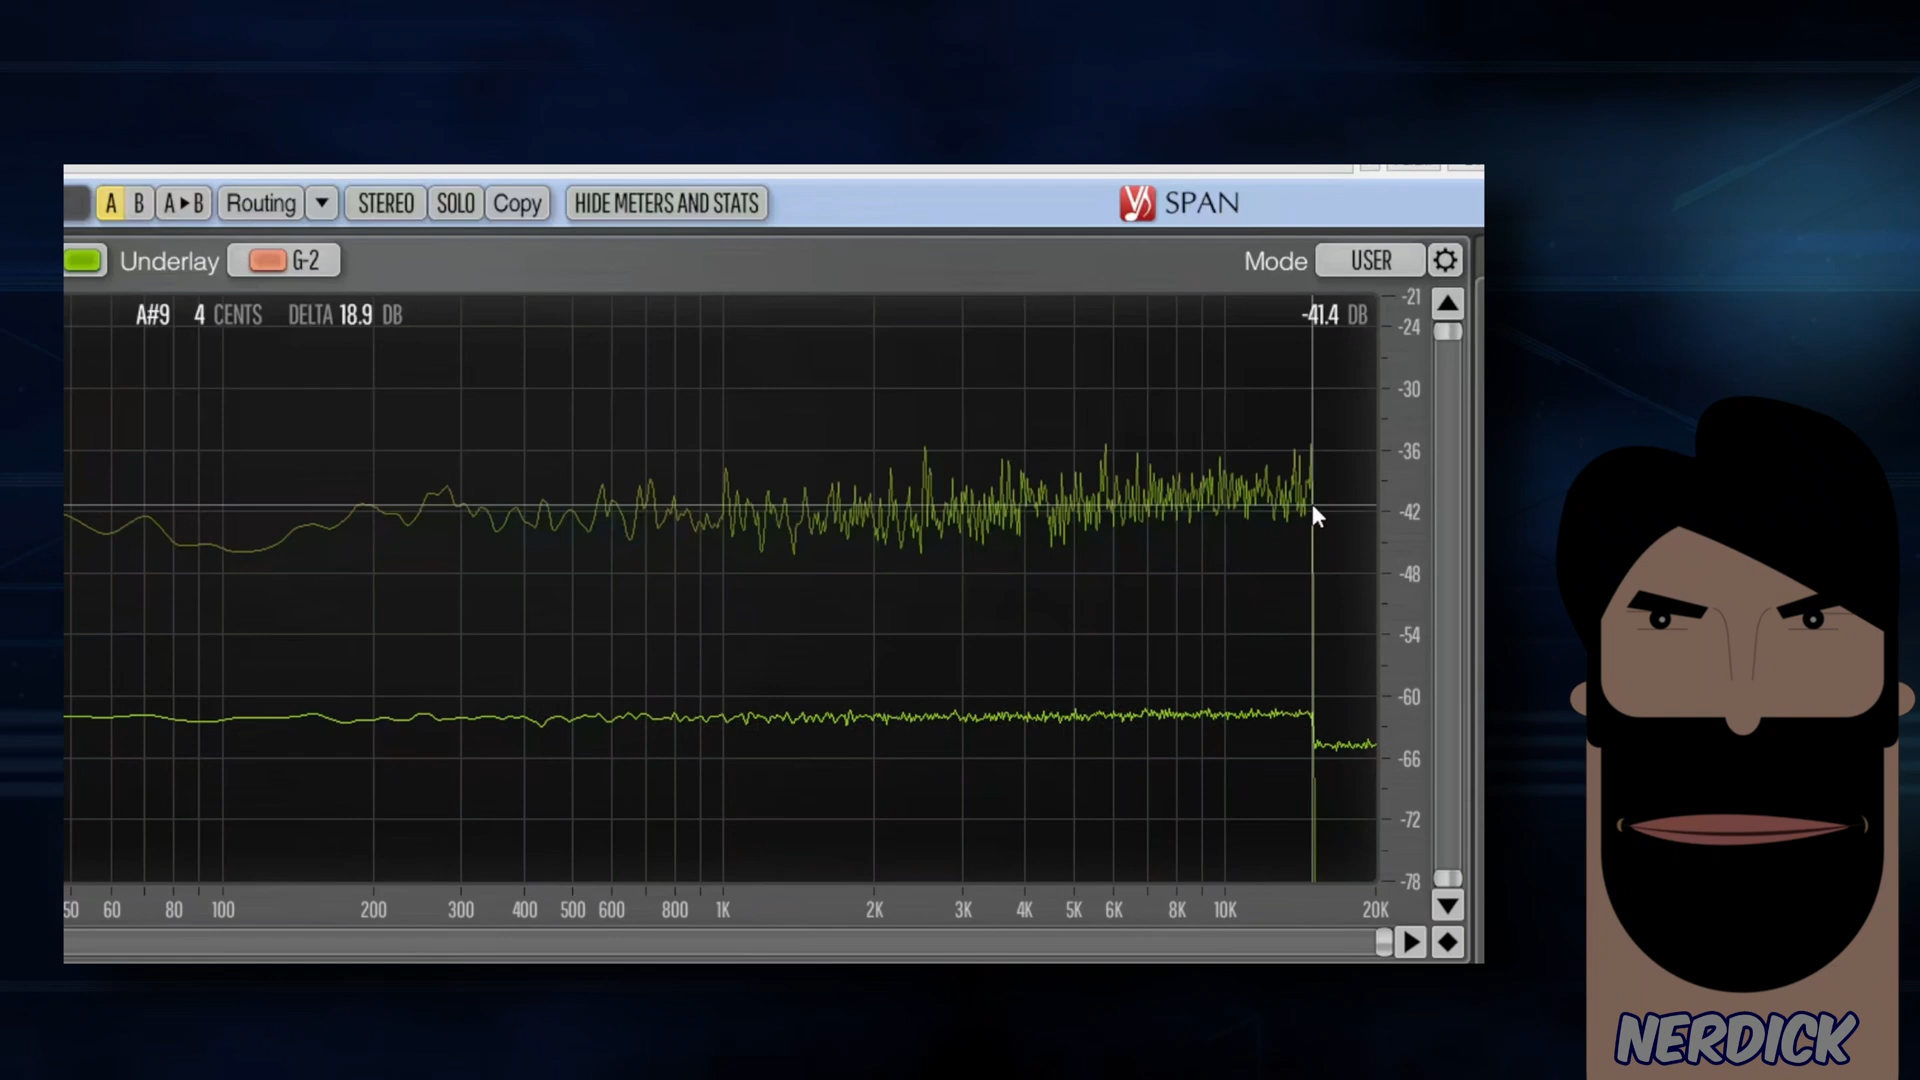 A B A▸B Routing ▼ STEREO SOLO Copy HIDE METERS AND STATS SPAN
Underlay G-2 Mode USER
A#9 4 CENTS DELTA 18.9 DB -41.4 DB
-21
-24
-30
-36
-42
-48
-54
-60
-66
-72
-78
50 60 80 100 200 300 400 500 600 800 1K 2K 3K 4K 5K 6K 8K 10K 20K
NERDICK